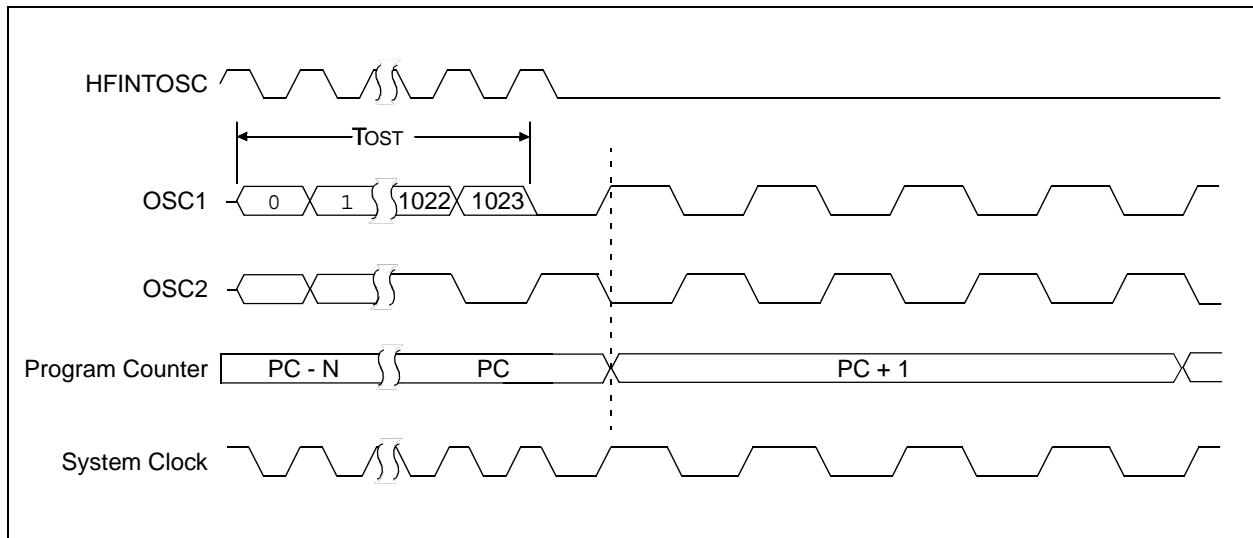 HFINTOSC
TOST
OSC1 0 1 1022 1023
OSC2
Program Counter PC - N PC PC + 1
System Clock